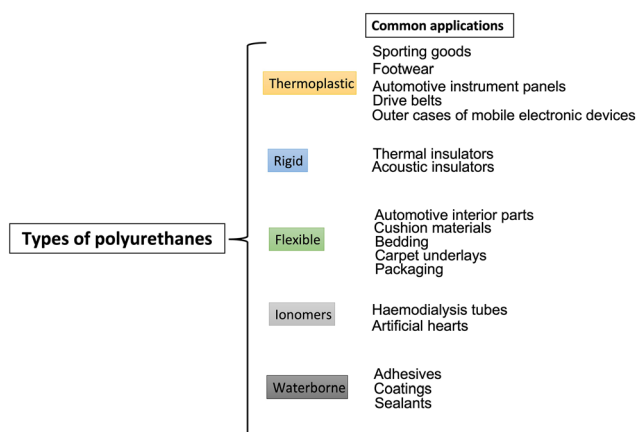 Common applications
Types of polyurethanes
Thermoplastic
Sporting goods
Footwear
Automotive instrument panels
Drive belts
Outer cases of mobile electronic devices
Rigid
Thermal insulators
Acoustic insulators
Flexible
Automotive interior parts
Cushion materials
Bedding
Carpet underlays
Packaging
Ionomers
Haemodialysis tubes
Artificial hearts
Waterborne
Adhesives
Coatings
Sealants